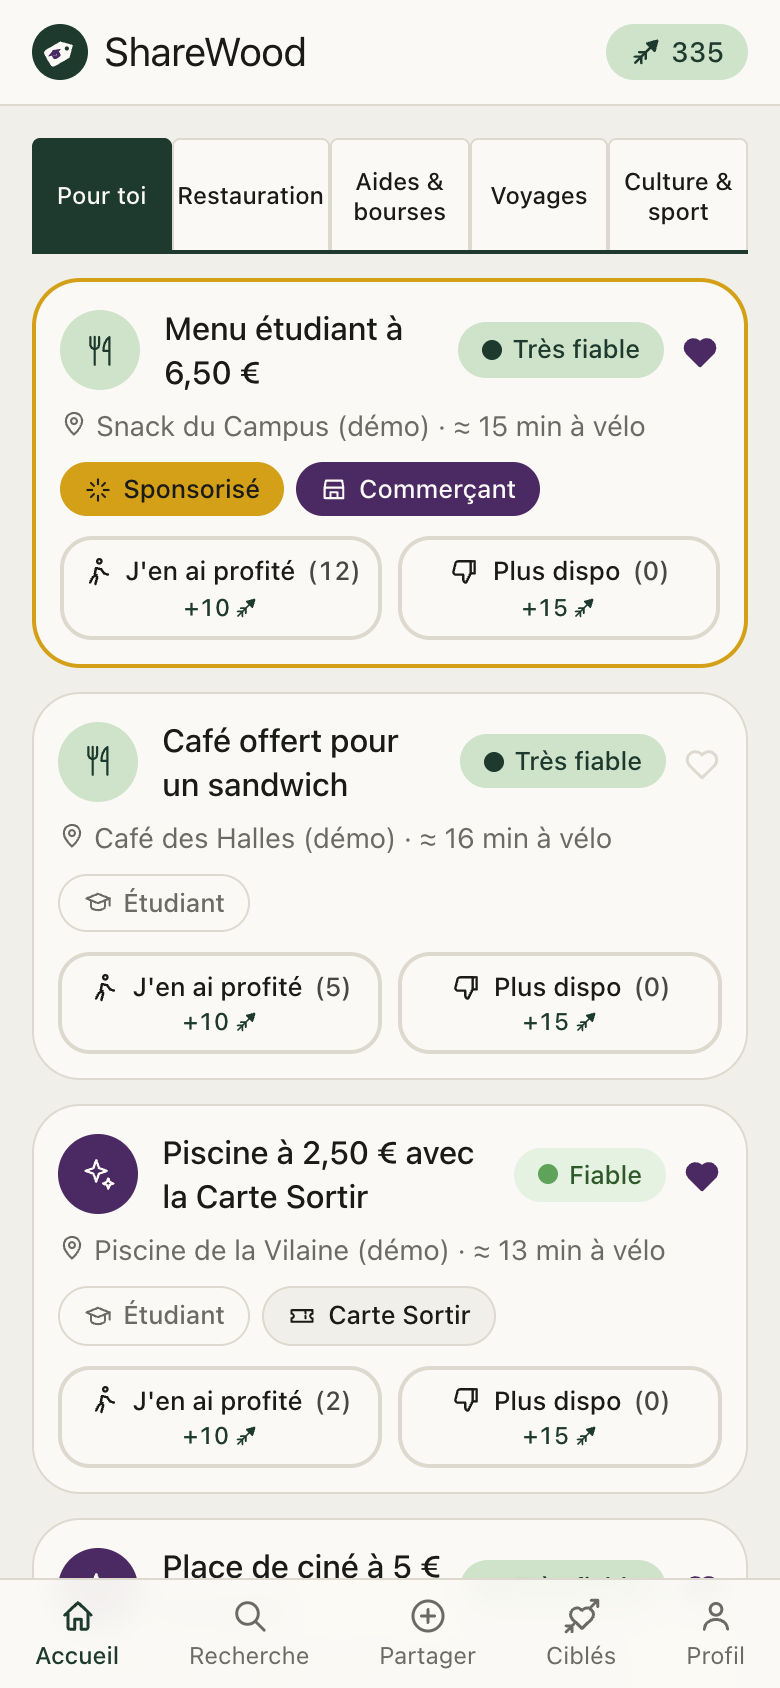 ShareWood
335
Pour toi
Restauration
Aides &
bourses
Voyages
Culture &
sport
Menu étudiant à
6,50 €
Très fiable
Snack du Campus (démo) · ≈ 15 min à vélo
Sponsorisé
Commerçant
J'en ai profité (12)
+10
Plus dispo (0)
+15
Café offert pour
un sandwich
Très fiable
Café des Halles (démo) · ≈ 16 min à vélo
Étudiant
J'en ai profité (5)
+10
Plus dispo (0)
+15
Piscine à 2,50 € avec
la Carte Sortir
Fiable
Piscine de la Vilaine (démo) · ≈ 13 min à vélo
Étudiant
Carte Sortir
J'en ai profité (2)
+10
Plus dispo (0)
+15
Place de ciné à 5 €
Accueil
Recherche
Partager
Ciblés
Profil